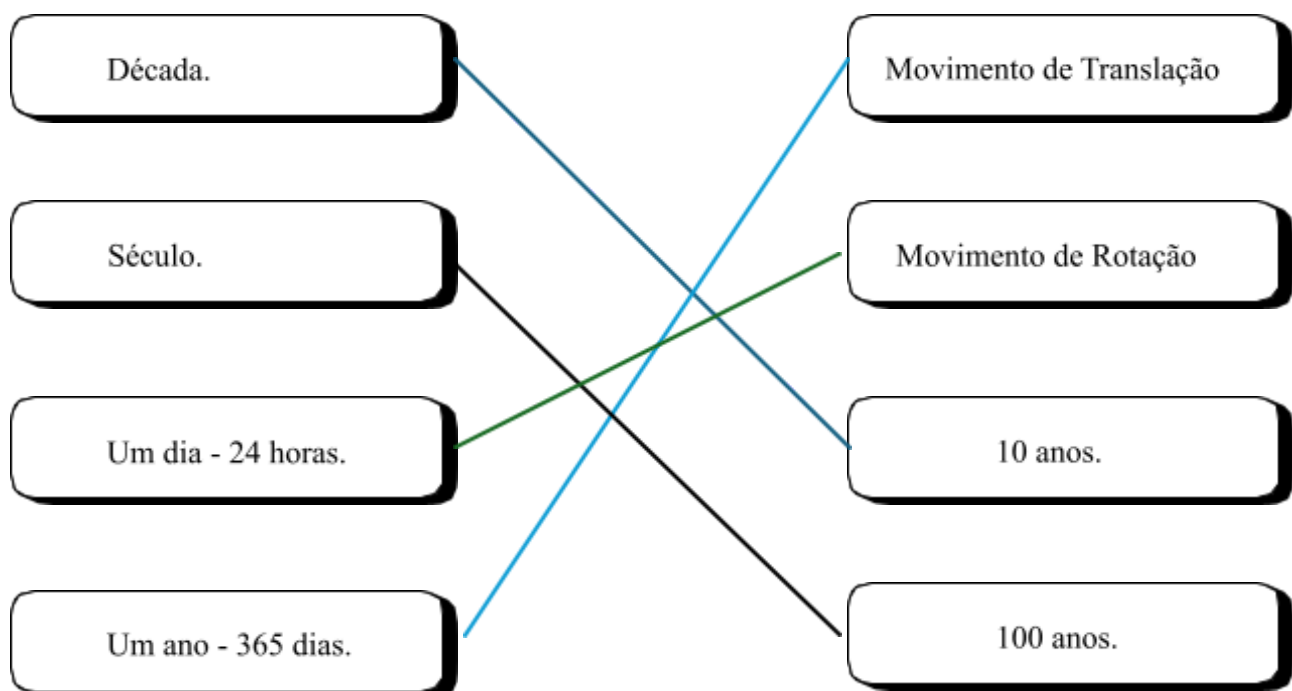 Década.
Movimento de Translação
Século.
Movimento de Rotação
Um dia - 24 horas.
10 anos.
Um ano - 365 dias.
100 anos.